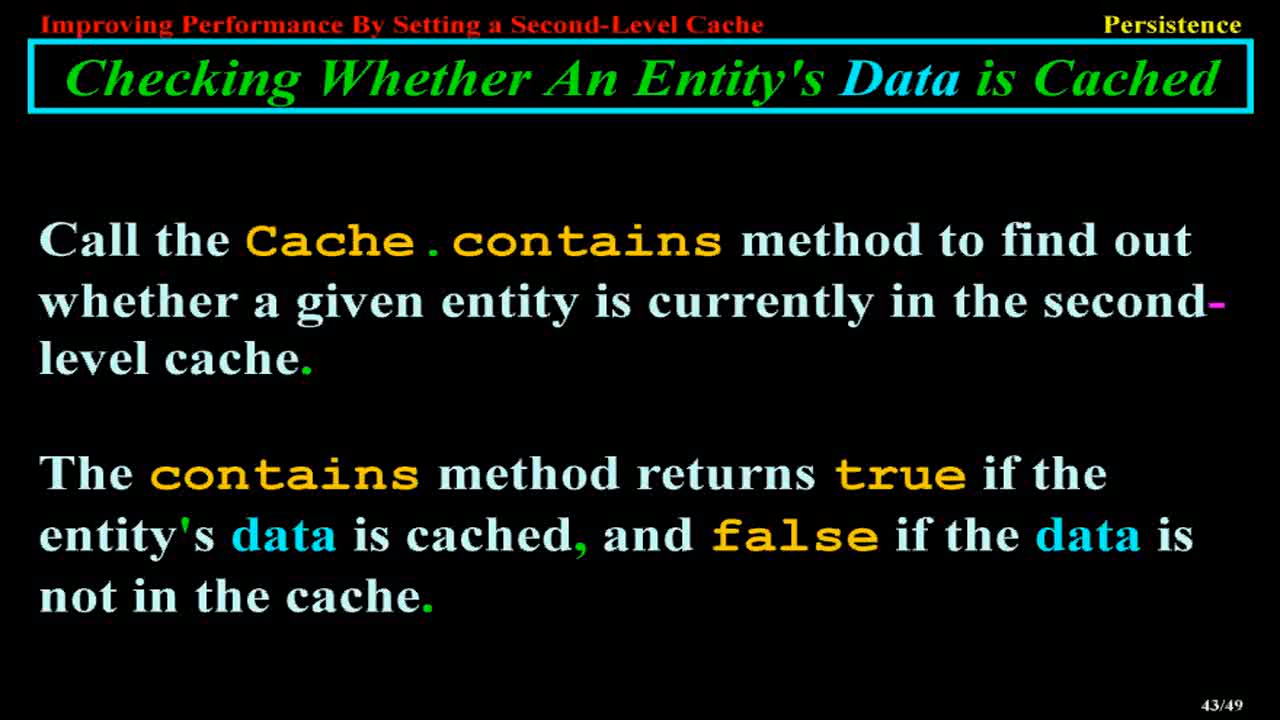 Improving Performance By Setting a Second-Level Cache Persistence
Checking Whether An Entity's Data is Cached
Call the Cache.contains method to find out
whether a given entity is currently in the second-
level cache.
The contains method returns true if the
entity's data is cached, and false if the data is
not in the cache.
43/49